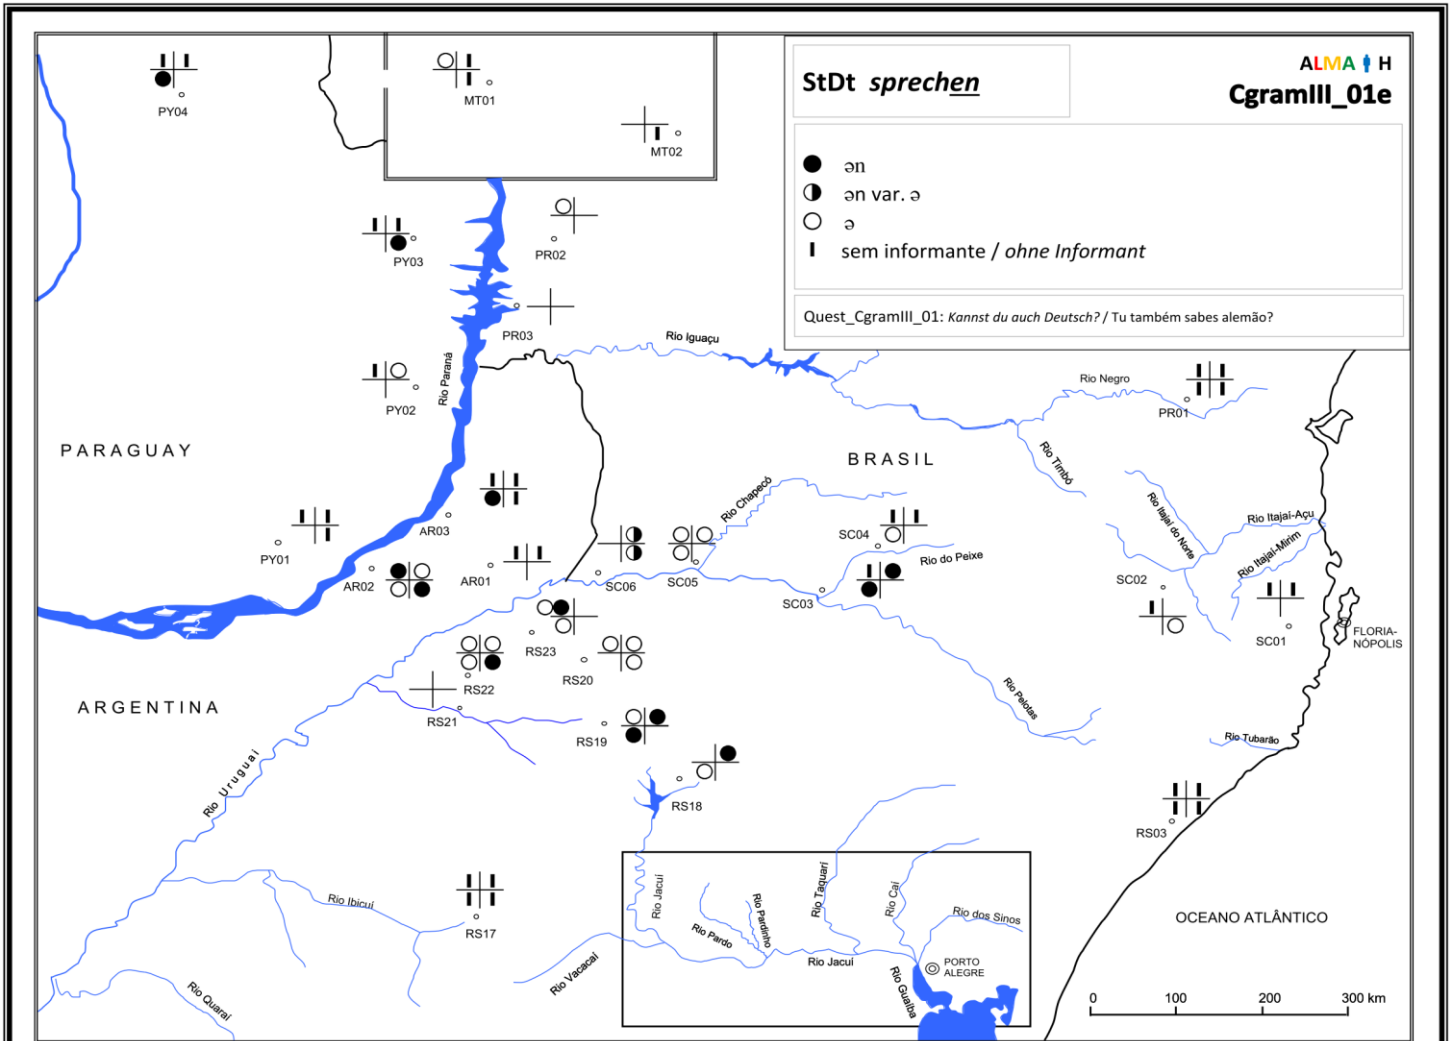 StDt sprechen
ALMA H
CgramIII_01e
ən
ən var. ə
ə
sem informante / ohne Informant
Quest_CgramIII_01: Kannst du auch Deutsch? / Tu também sabes alemão?
PY04
MT01
MT02
PY03
PR02
PR03
Rio Iguaçu
Rio Paraná
PY02
Rio Negro
PR01
PARAGUAY
BRASIL
Rio Timbó
Rio Chapecó
Rio Itajaí do Norte
Rio Itajaí-Açu
Rio Itajaí-Mirim
AR03
SC04
Rio do Peixe
PY01
AR02
AR01
SC06
SC05
SC03
SC02
SC01
FLORIA-
NÓPOLIS
RS23
RS20
RS22
RS21
ARGENTINA
RS19
Rio Pelotas
Rio Tubarão
Rio Uruguai
RS18
RS03
Rio Ibicuí
RS17
Rio Jacuí
Rio Pardo
Rio Pardinho
Rio Taquari
Rio Caí
Rio dos Sinos
OCEANO ATLÂNTICO
Rio Vacacaí
Rio Jacuí
PORTO
ALEGRE
Rio Guaíba
Rio Quaraí
0 100 200 300 km